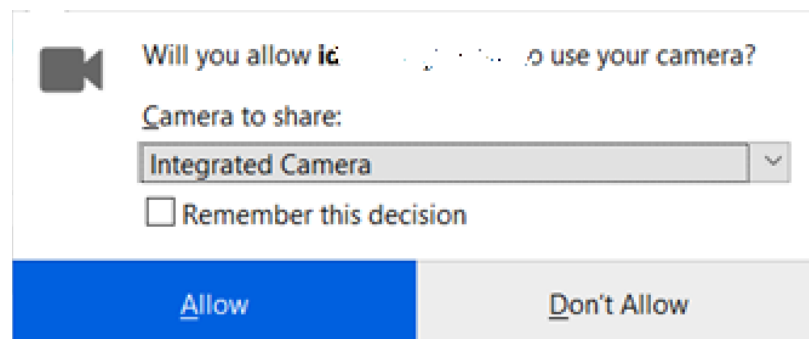 Will you allow use your camera?
Camera to share:
Integrated Camera
Remember this decision
Allow
Don't Allow